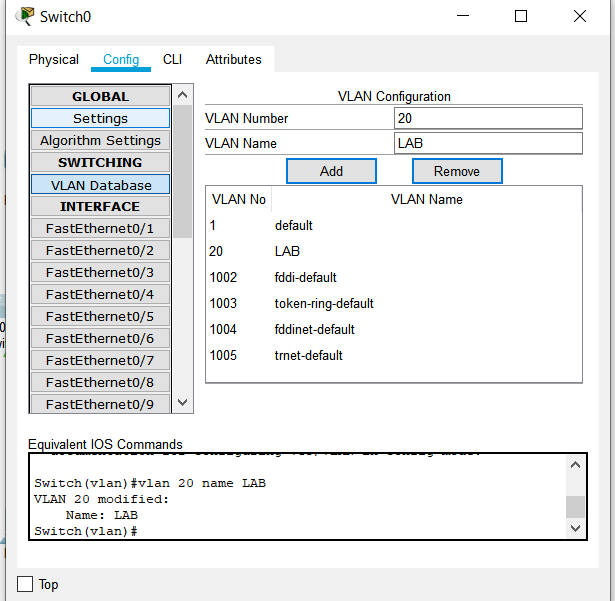 Switch0
Physical Config CLI Attributes
GLOBAL
Settings
Algorithm Settings
SWITCHING
VLAN Database
INTERFACE
FastEthernet0/1
FastEthernet0/2
FastEthernet0/3
FastEthernet0/4
FastEthernet0/5
FastEthernet0/6
FastEthernet0/7
FastEthernet0/8
FastEthernet0/9
VLAN Configuration
VLAN Number 20
VLAN Name LAB
Add Remove
VLAN No VLAN Name
1 default
20 LAB
1002 fddi-default
1003 token-ring-default
1004 fddinet-default
1005 trnet-default
Equivalent IOS Commands
Switch(vlan)#vlan 20 name LAB
VLAN 20 modified:
Name: LAB
Switch(vlan)#
Top